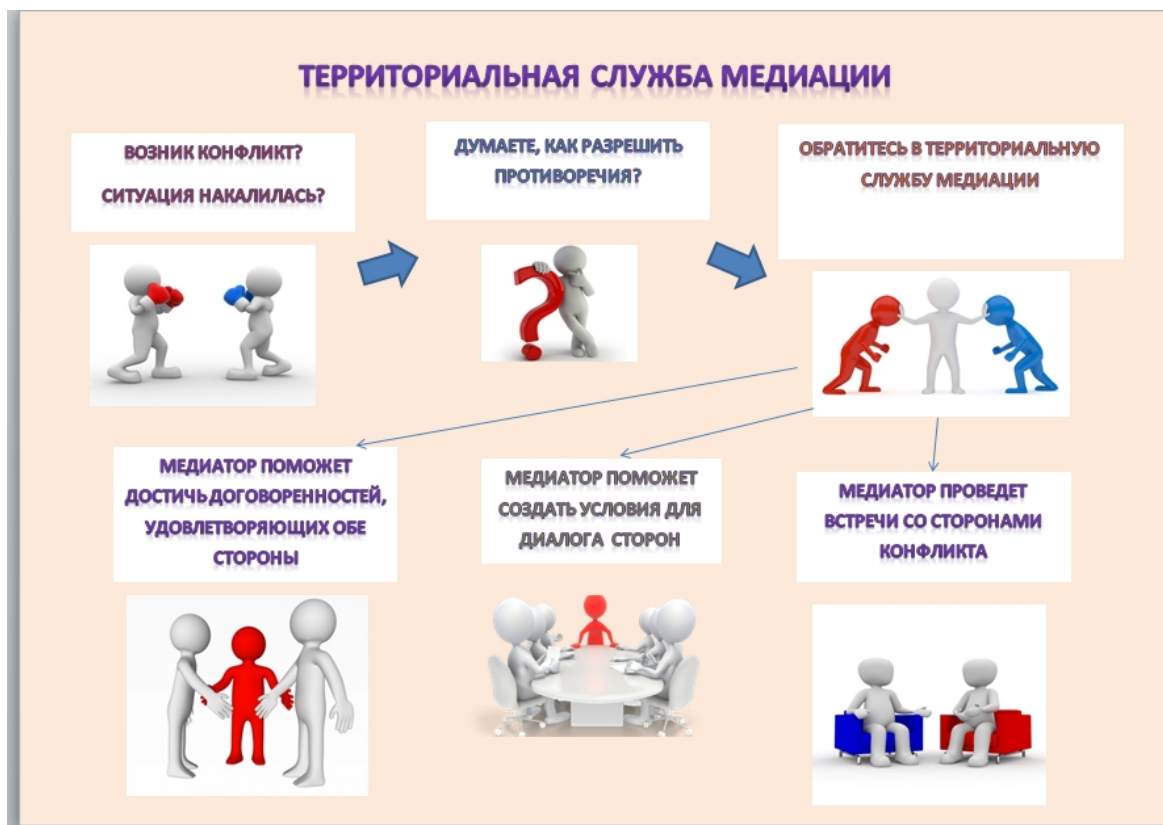 ТЕРРИТОРИАЛЬНАЯ СЛУЖБА МЕДИАЦИИ
ВОЗНИК КОНФЛИКТ?
СИТУАЦИЯ НАКАЛИЛАСЬ?
ДУМАЕТЕ, КАК РАЗРЕШИТЬ
ПРОТИВОРЕЧИЯ?
ОБРАТИТЕСЬ В ТЕРРИТОРИАЛЬНУЮ
СЛУЖБУ МЕДИАЦИИ
МЕДИАТОР ПОМОЖЕТ
ДОСТИЧЬ ДОГОВОРЕННОСТЕЙ,
УДОВЛЕТВОРЯЮЩИХ ОБЕ
СТОРОНЫ
МЕДИАТОР ПОМОЖЕТ
СОЗДАТЬ УСЛОВИЯ ДЛЯ
ДИАЛОГА СТОРОН
МЕДИАТОР ПРОВЕДЕТ
ВСТРЕЧИ СО СТОРОНАМИ
КОНФЛИКТА